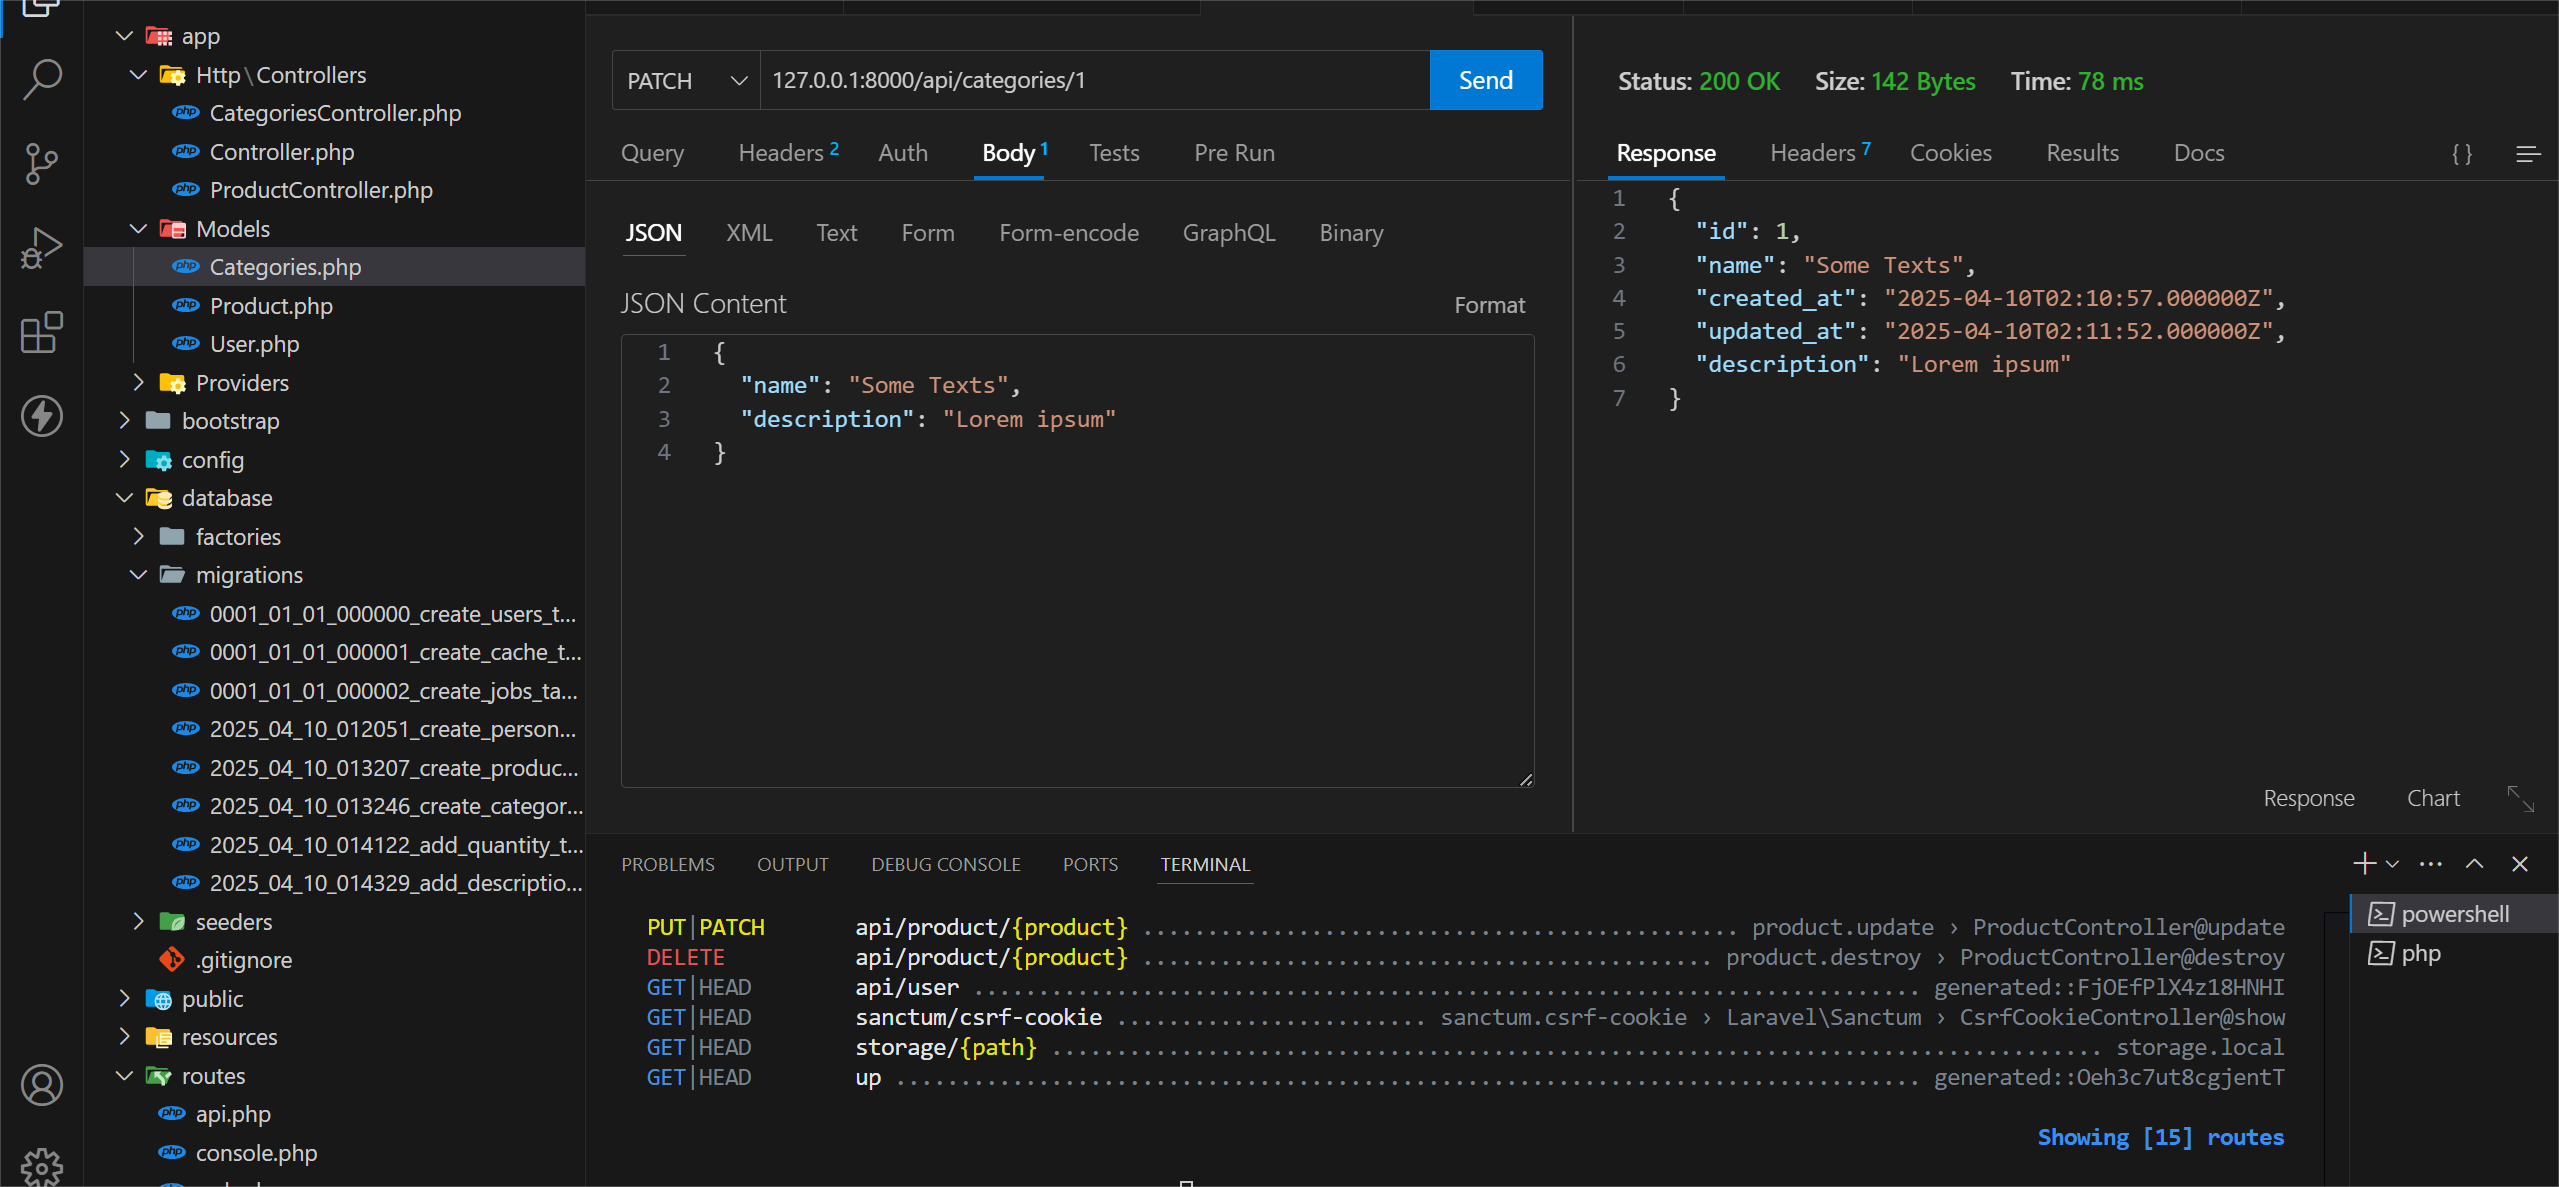 app
Http\Controllers
CategoriesController.php
Controller.php
ProductController.php
Models
Categories.php
Product.php
User.php
Providers
bootstrap
config
database
factories
migrations
0001_01_01_000000_create_users_t...
0001_01_01_000001_create_cache_t...
0001_01_01_000002_create_jobs_ta...
2025_04_10_012051_create_person...
2025_04_10_013207_create_produc...
2025_04_10_013246_create_categor...
2025_04_10_014122_add_quantity_t...
2025_04_10_014329_add_descriptio...
seeders
.gitignore
public
resources
routes
api.php
console.php
PATCH 127.0.0.1:8000/api/categories/1 Send
Query Headers 2 Auth Body 1 Tests Pre Run
JSON XML Text Form Form-encode GraphQL Binary
JSON Content Format
1 {
2 "name": "Some Texts",
3 "description": "Lorem ipsum"
4 }
Status: 200 OK Size: 142 Bytes Time: 78 ms
Response Headers 7 Cookies Results Docs { }
1 {
2 "id": 1,
3 "name": "Some Texts",
4 "created_at": "2025-04-10T02:10:57.000000Z",
5 "updated_at": "2025-04-10T02:11:52.000000Z",
6 "description": "Lorem ipsum"
7 }
Response Chart
PROBLEMS OUTPUT DEBUG CONSOLE PORTS TERMINAL
PUT|PATCH api/product/{product} .............................................. product.update › ProductController@update
DELETE api/product/{product} ............................................ product.destroy › ProductController@destroy
GET|HEAD api/user ......................................................................... generated::FjOEfPlX4z18HNHI
GET|HEAD sanctum/csrf-cookie ........................ sanctum.csrf-cookie › Laravel\Sanctum › CsrfCookieController@show
GET|HEAD storage/{path} ................................................................................. storage.local
GET|HEAD up ............................................................................... generated::Oeh3c7ut8cgjentT
Showing [15] routes
powershell
php